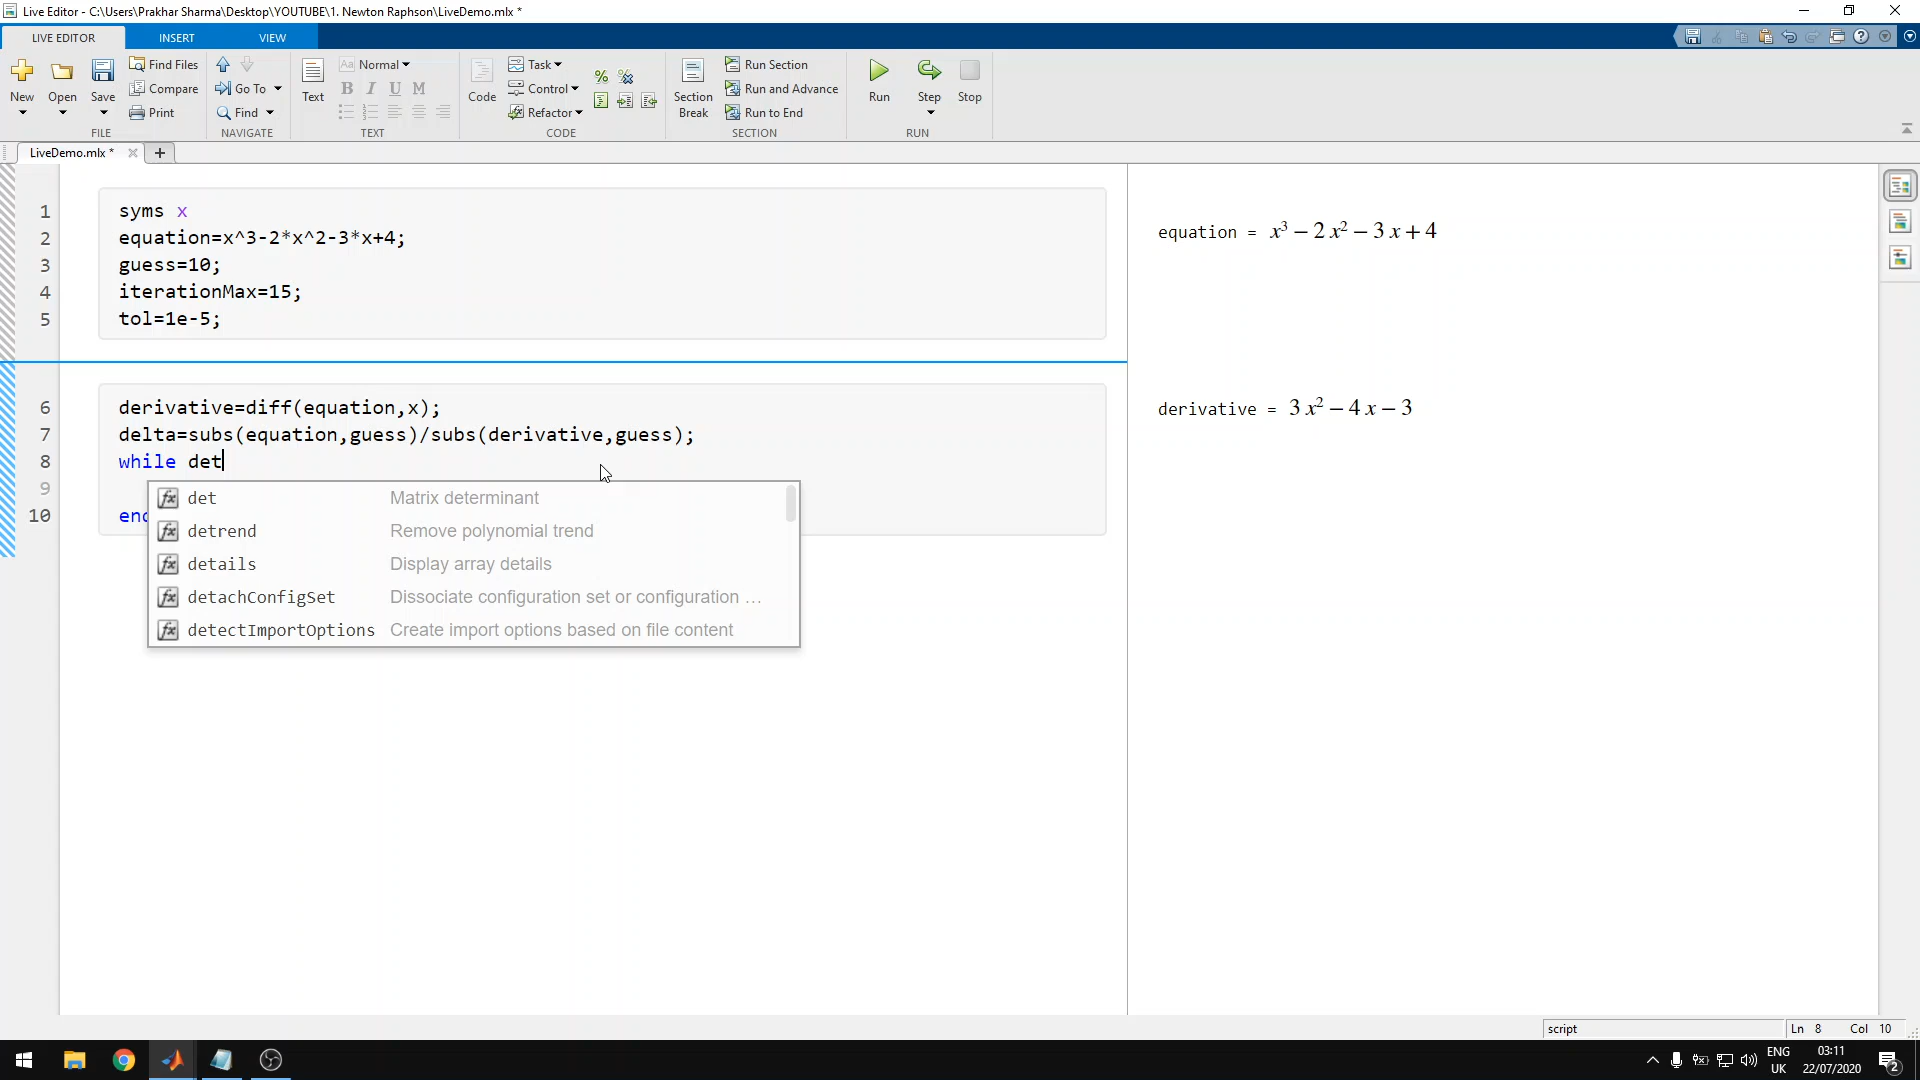 Live Editor - C:\Users\Prakhar Sharma\Desktop\YOUTUBE\1. Newton Raphson\LiveDemo.mlx *
LIVE EDITOR INSERT VIEW
New Open Save
Find Files
Compare
Print
FILE
Go To
Find
NAVIGATE
Text
Aa Normal
B I U M
TEXT
Code
Task
Control
Refactor
CODE
Section Break
Run Section
Run and Advance
Run to End
SECTION
Run Step Stop
RUN
LiveDemo.mlx *
1 syms x
2 equation=x^3-2*x^2-3*x+4;
3 guess=10;
4 iterationMax=15;
5 tol=1e-5;
6 derivative=diff(equation,x);
7 delta=subs(equation,guess)/subs(derivative,guess);
8 while det
9
10 end
fx det Matrix determinant
fx detrend Remove polynomial trend
fx details Display array details
fx detachConfigSet Dissociate configuration set or configuration …
fx detectImportOptions Create import options based on file content
equation = x³ − 2 x² − 3 x + 4
derivative = 3 x² − 4 x − 3
script Ln 8 Col 10
ENG
UK
03:11
22/07/2020
2